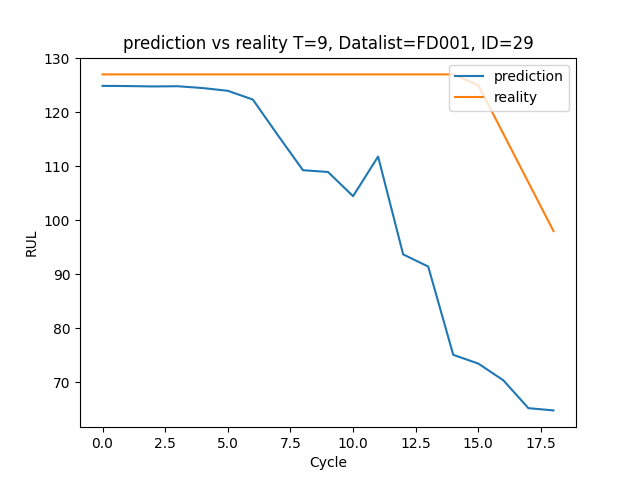 prediction vs reality T=9, Datalist=FD001, ID=29
prediction
reality
RUL
130
120
110
100
90
80
70
0.0 2.5 5.0 7.5 10.0 12.5 15.0 17.5
Cycle